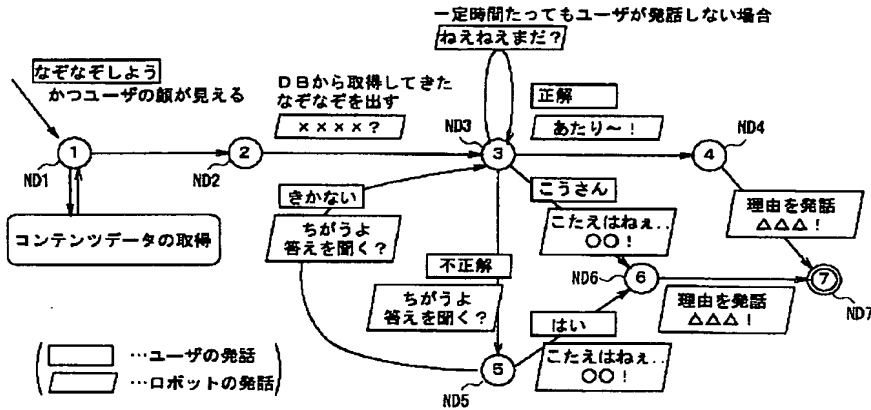 一定時間たってもユーザが発話しない場合
ねえねえまだ？
なぞなぞしよう
かつユーザの顔が見える
ＤＢから取得してきた
なぞなぞを出す
××××？
ND3
正解
あたり～！
ND4
1
2
3
4
ND1
ND2
きかない
ちがうよ
答えを聞く？
こうさん
こたえはねぇ..
○○！
理由を発話
△△△！
コンテンツデータの取得
不正解
ちがうよ
答えを聞く？
ND6
6
7
ND7
理由を発話
△△△！
はい
こたえはねぇ..
○○！
5
ND5
…ユーザの発話
…ロボットの発話